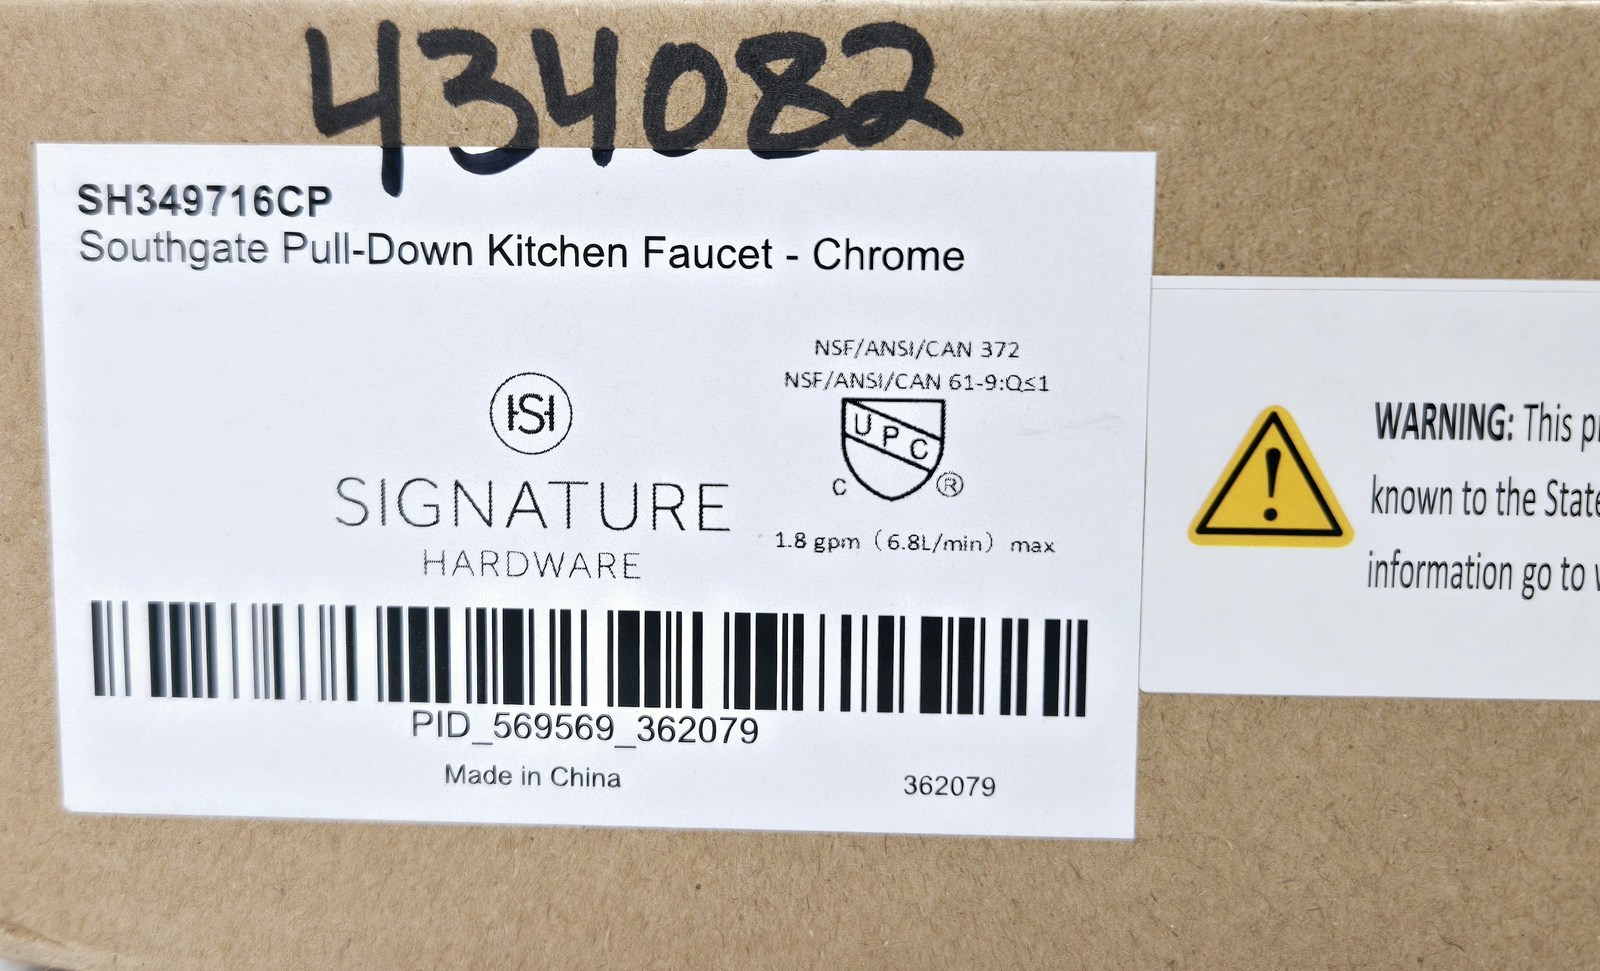 434082
SH349716CP
Southgate Pull-Down Kitchen Faucet - Chrome
NSF/ANSI/CAN 372
NSF/ANSI/CAN 61-9:Q≤1
UPC
C ®
HSH
SIGNATURE
HARDWARE
1.8 gpm (6.8L/min) max
PID_569569_362079
Made in China
362079
WARNING: This
known to the State
information go to